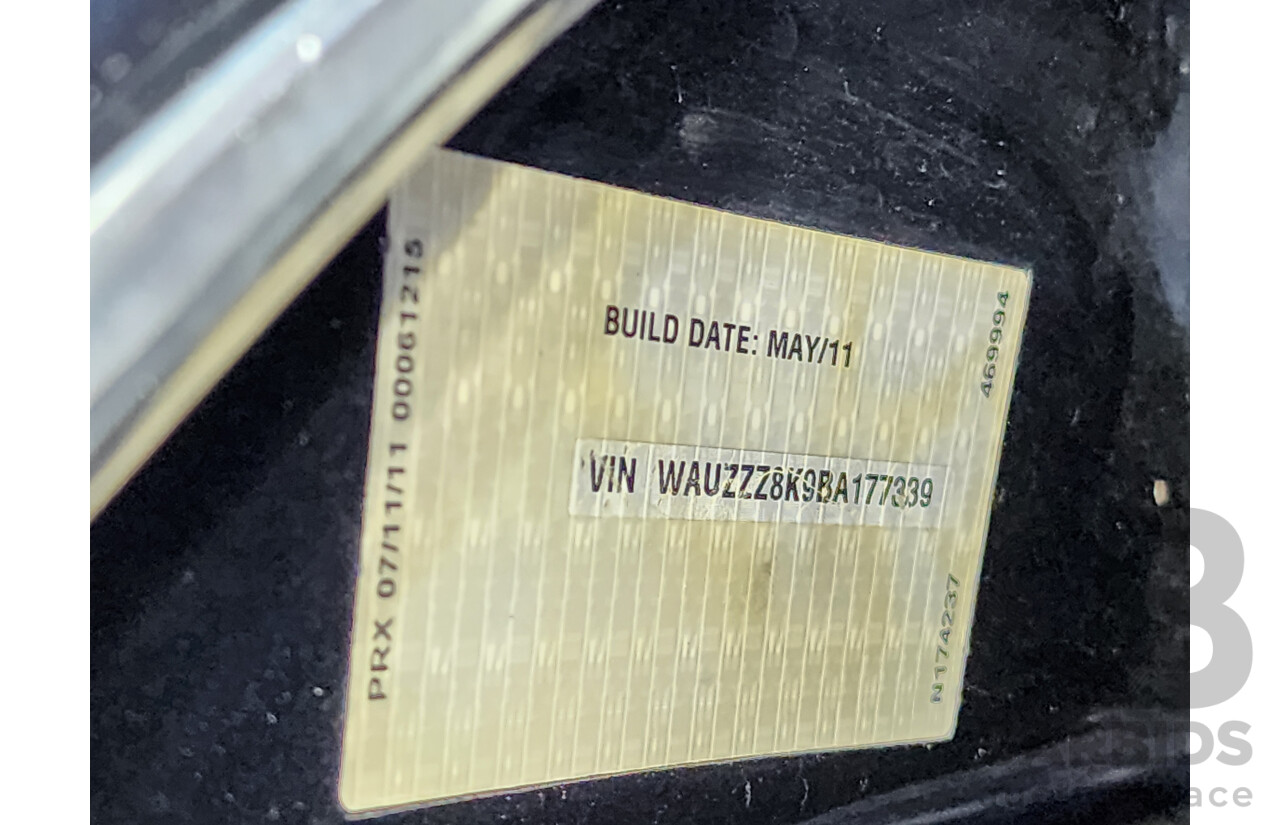 PRX 07/11/11 00061215
BUILD DATE: MAY/11
469994
VIN WAUZZZ8K9BA177339
N174237